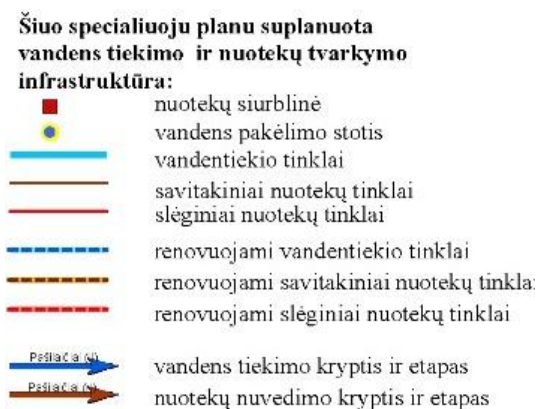 Šiuo specialiuoju planu suplanuota
vandens tiekimo ir nuotekų tvarkymo
infrastruktūra:
nuotekų siurblinė
vandens pakėlimo stotis
vandentiekio tinklai
savitakiniai nuotekų tinklai
slėginiai nuotekų tinklai
renovuojami vandentiekio tinklai
renovuojami savitakiniai nuotekų tinklai
renovuojami slėginiai nuotekų tinklai
vandens tiekimo kryptis ir etapas
nuotekų nuvedimo kryptis ir etapas